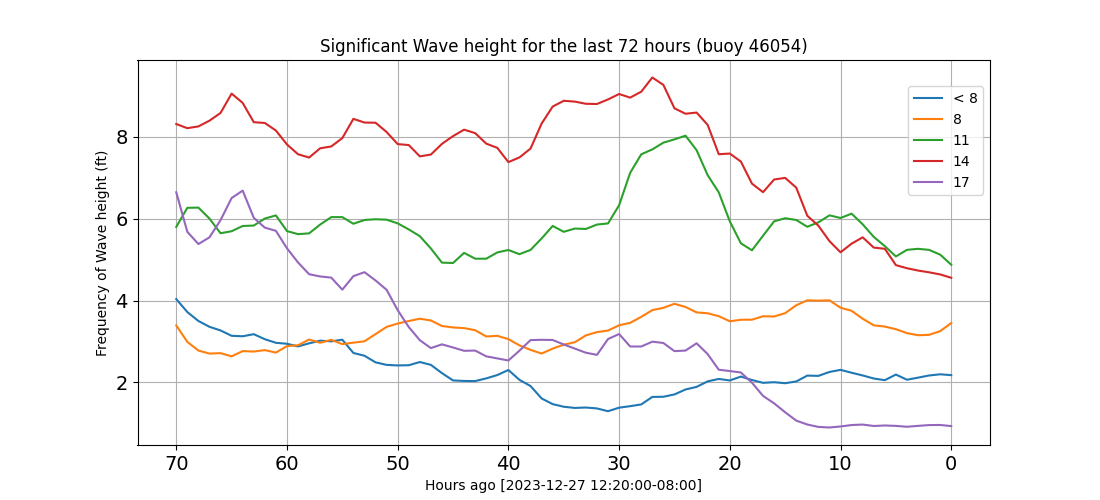 Significant Wave height for the last 72 hours (buoy 46054)
Frequency of Wave height (ft)
8
6
4
2
< 8
8
11
14
17
70 60 50 40 30 20 10 0
Hours ago [2023-12-27 12:20:00-08:00]